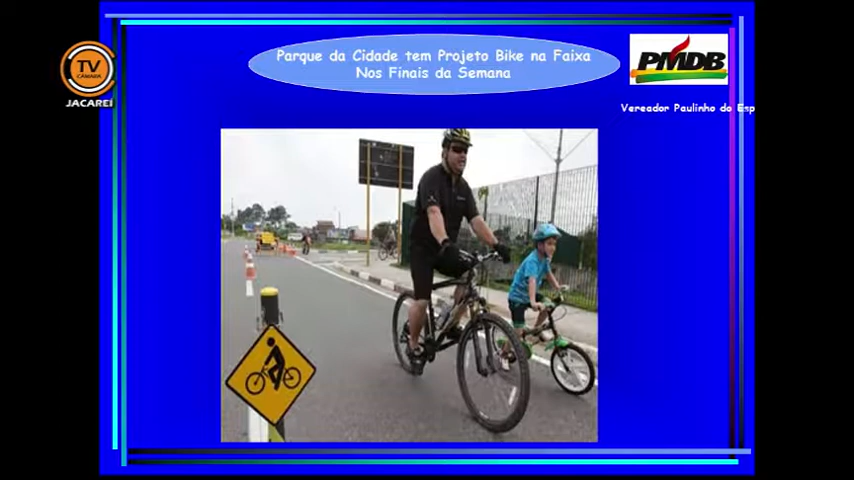 Parque da Cidade tem Projeto Bike na Faixa
Nos Finais da Semana
TV
CÂMARA
JACAREÍ
PMDB
Vereador Paulinho do Esp